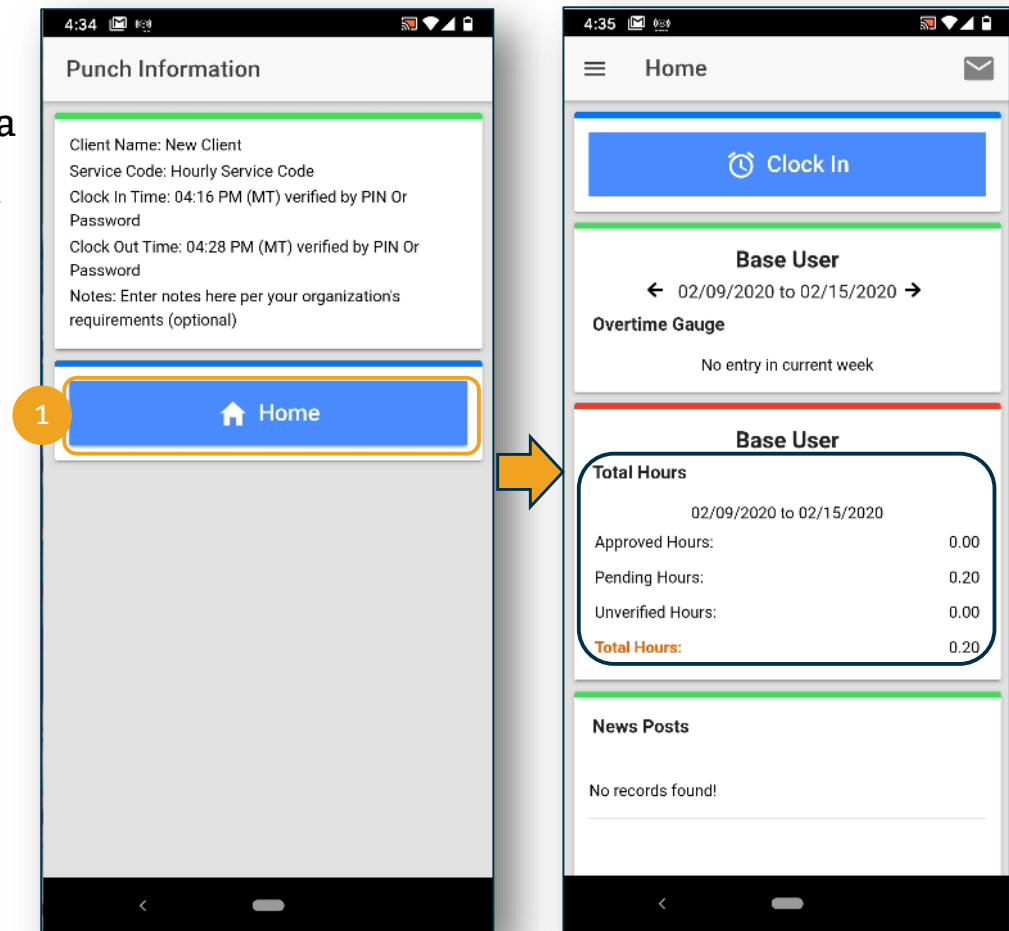 a
4:34
Punch Information
Client Name: New Client
Service Code: Hourly Service Code
Clock In Time: 04:16 PM (MT) verified by PIN Or
Password
Clock Out Time: 04:28 PM (MT) verified by PIN Or
Password
Notes: Enter notes here per your organization's
requirements (optional)
1
Home
4:35
Home
Clock In
Base User
← 02/09/2020 to 02/15/2020 →
Overtime Gauge
No entry in current week
Base User
Total Hours
02/09/2020 to 02/15/2020
Approved Hours: 0.00
Pending Hours: 0.20
Unverified Hours: 0.00
Total Hours: 0.20
News Posts
No records found!